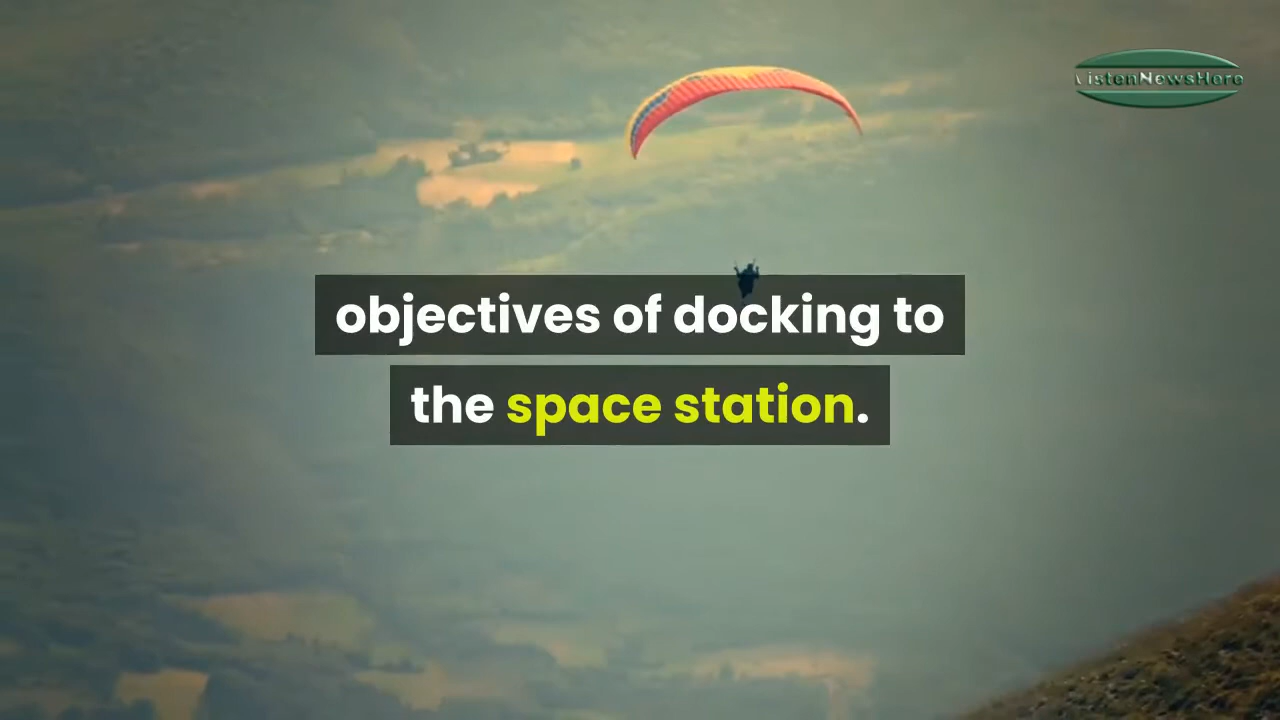 ListenNewsHere
objectives of docking to
the space station.